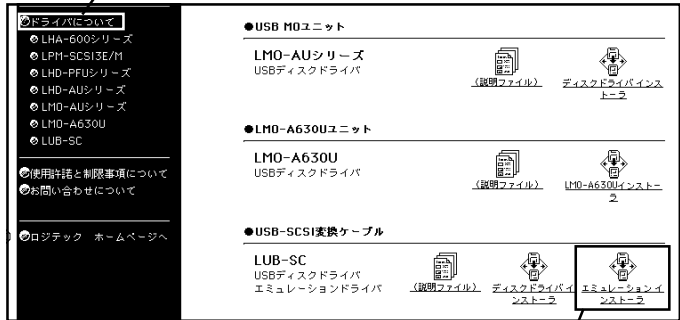 ドライバについて
LHA-600シリーズ
LPM-SCSI3E/M
LHD-PFUシリーズ
LHD-AUシリーズ
LMO-AUシリーズ
LMO-A630U
LUB-SC
使用許諾と制限事項について
お問い合わせについて
ロジテック ホームページへ
●USB MOユニット
LMO-AUシリーズ
USBディスクドライバ
(説明ファイル)
ディスクドライバインス
トーラ
●LMO-A630Uユニット
LMO-A630U
USBディスクドライバ
(説明ファイル)
LMO-A630Uインストー
ラ
●USB-SCSI変換ケーブル
LUB-SC
USBディスクドライバ
エミュレーションドライバ
(説明ファイル)
ディスクドライバイ
ンストーラ
エミュレーションイ
ンストーラ